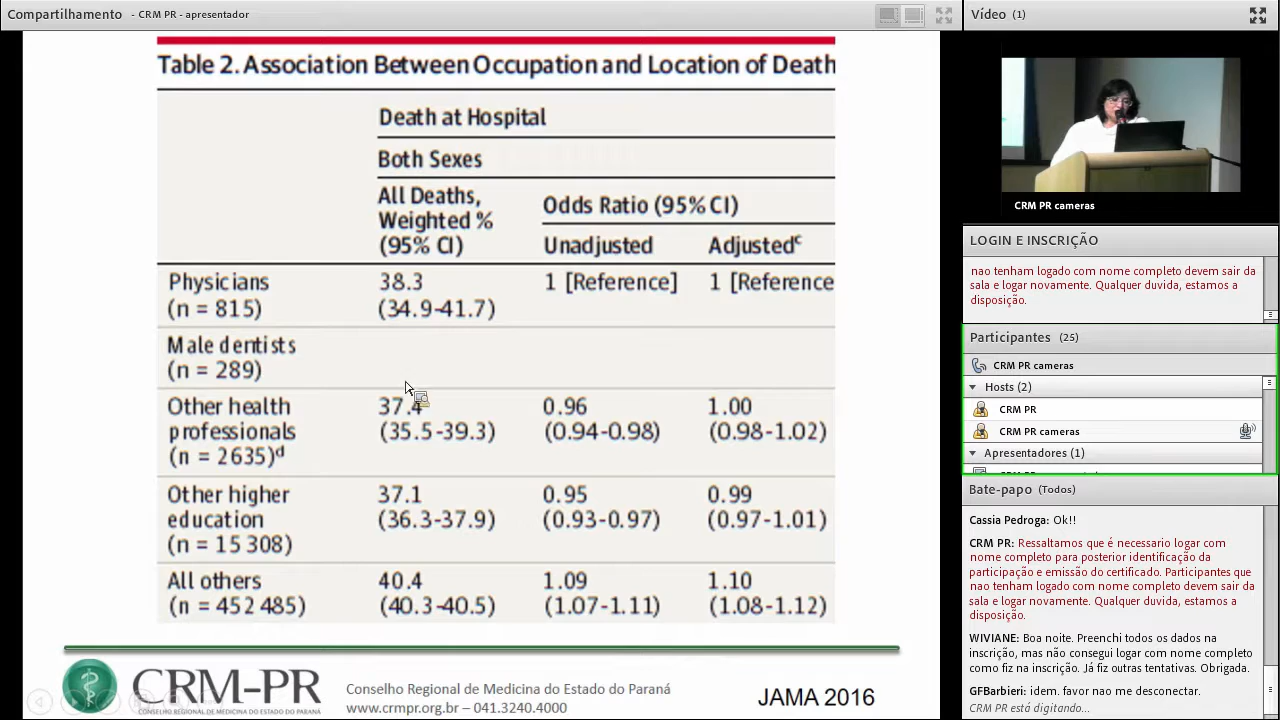 Compartilhamento - CRM PR - apresentador
Table 2. Association Between Occupation and Location of Death
Death at Hospital
Both Sexes
All Deaths,
Weighted %
(95% CI)
Odds Ratio (95% CI)
Unadjusted
Adjustedc
Physicians
(n = 815)
38.3
(34.9-41.7)
1 [Reference]
1 [Reference
Male dentists
(n = 289)
Other health
professionals
(n = 2635)d
37.4
(35.5-39.3)
0.96
(0.94-0.98)
1.00
(0.98-1.02)
Other higher
education
(n = 15 308)
37.1
(36.3-37.9)
0.95
(0.93-0.97)
0.99
(0.97-1.01)
All others
(n = 452 485)
40.4
(40.3-40.5)
1.09
(1.07-1.11)
1.10
(1.08-1.12)
CRM-PR
CONSELHO REGIONAL DE MEDICINA DO ESTADO DO PARANÁ
Conselho Regional de Medicina do Estado do Paraná
www.crmpr.org.br – 041.3240.4000
JAMA 2016
Vídeo (1)
CRM PR cameras
LOGIN E INSCRIÇÃO
nao tenham logado com nome completo devem sair da
sala e logar novamente. Qualquer duvida, estamos a
disposição.
Participantes (25)
CRM PR cameras
Hosts (2)
CRM PR
CRM PR cameras
Apresentadores (1)
Bate-papo (Todos)
Cassia Pedroga: Ok!!
CRM PR: Ressaltamos que é necessario logar com
nome completo para posterior identificação da
participação e emissão do certificado. Participantes que
nao tenham logado com nome completo devem sair da
sala e logar novamente. Qualquer duvida, estamos a
disposição.
WIVIANE: Boa noite. Preenchi todos os dados na
inscrição, mas não consegui logar com nome completo
como fiz na inscrição. Já fiz outras tentativas. Obrigada.
GFBarbieri: idem. favor nao me desconectar.
CRM PR está digitando...